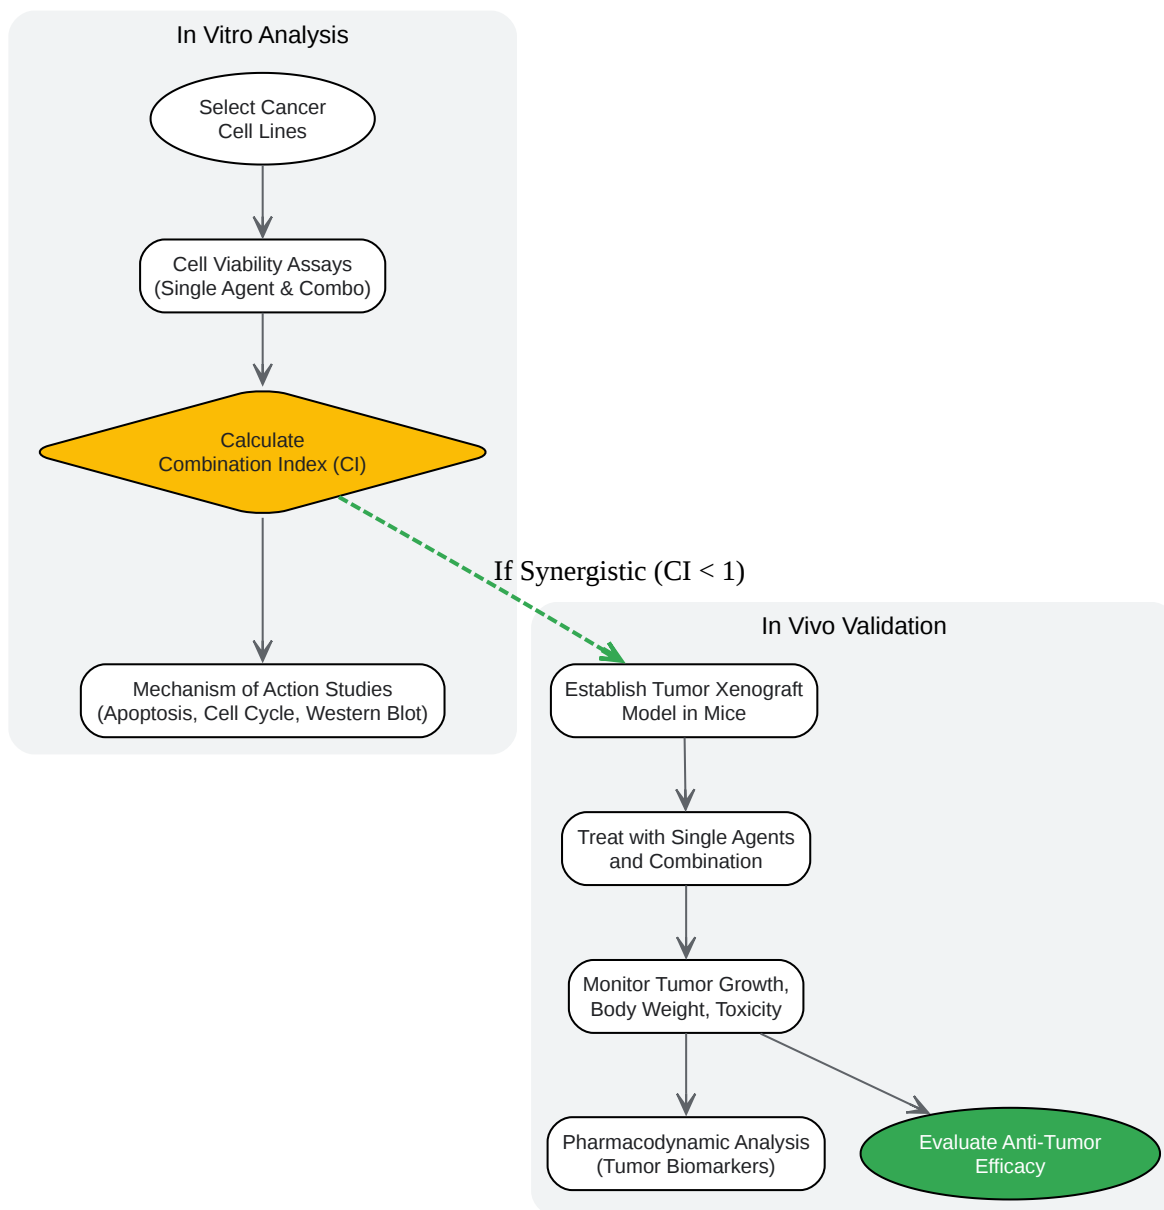 In Vitro Analysis
Select Cancer
Cell Lines
Cell Viability Assays
(Single Agent & Combo)
Calculate
Combination Index (CI)
If Synergistic (CI < 1)
Mechanism of Action Studies
(Apoptosis, Cell Cycle, Western Blot)
In Vivo Validation
Establish Tumor Xenograft
Model in Mice
Treat with Single Agents
and Combination
Monitor Tumor Growth,
Body Weight, Toxicity
Pharmacodynamic Analysis
(Tumor Biomarkers)
Evaluate Anti-Tumor
Efficacy